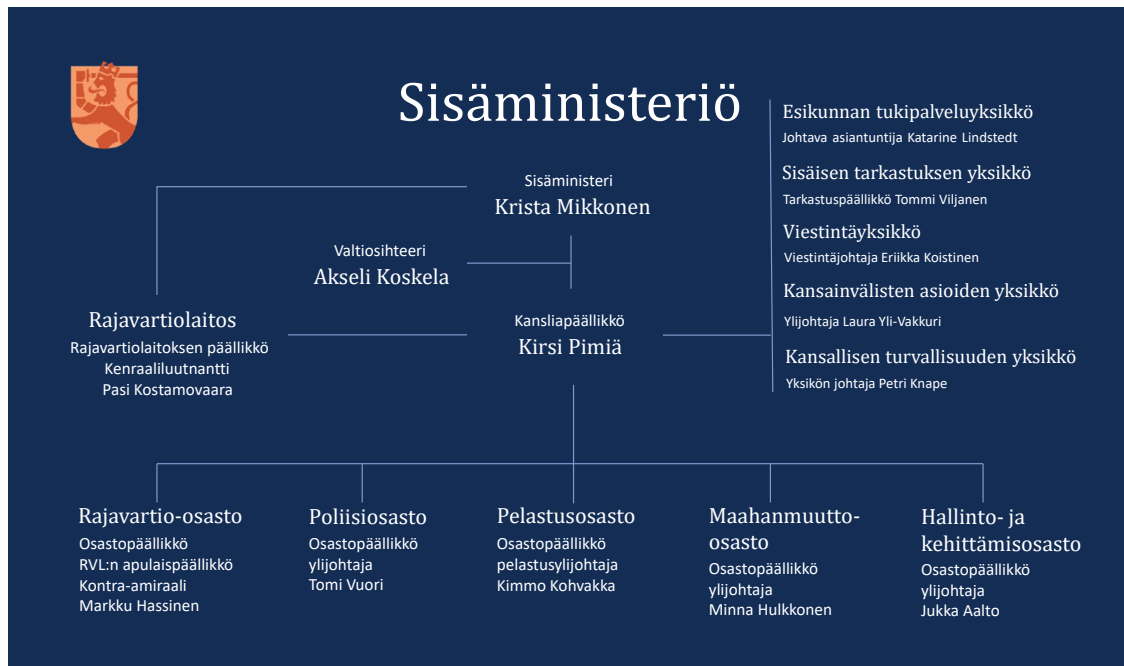 Sisäministeriö
Sisäministeri
Krista Mikkonen
Valtiosihteeri
Akseli Koskela
Kansliapäällikkö
Kirsi Pimiä
Rajavartiolaitos
Rajavartiolaitoksen päällikkö
Kenraaliluutnantti
Pasi Kostamovaara
Esikunnan tukipalveluyksikkö
Johtava asiantuntija Katarine Lindstedt
Sisäisen tarkastuksen yksikkö
Tarkastuspäällikkö Tommi Viljanen
Viestintäyksikkö
Viestintäjohtaja Eriikka Koistinen
Kansainvälisten asioiden yksikkö
Ylijohtaja Laura Yli-Vakkuri
Kansallisen turvallisuuden yksikkö
Yksikön johtaja Petri Knape
Rajavartio-osasto
Osastopäällikkö
RVL:n apulaispäällikkö
Kontra-amiraali
Markku Hassinen
Poliisiosasto
Osastopäällikkö
ylijohtaja
Tomi Vuori
Pelastusosasto
Osastopäällikkö
pelastusylijohtaja
Kimmo Kohvakka
Maahanmuutto-
osasto
Osastopäällikkö
ylijohtaja
Minna Hulkkonen
Hallinto- ja
kehittämisosasto
Osastopäällikkö
ylijohtaja
Jukka Aalto